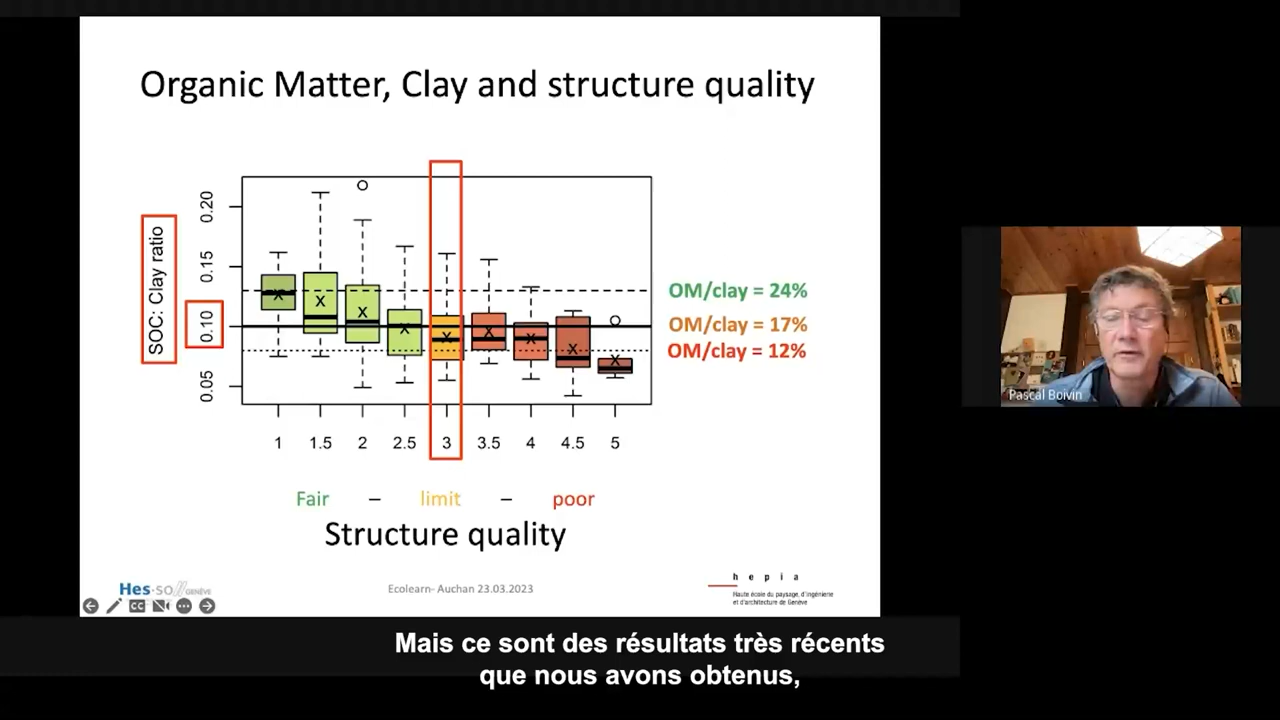 Organic Matter, Clay and structure quality
SOC: Clay ratio
0.20
0.15
0.10
0.05
OM/clay = 24%
OM/clay = 17%
OM/clay = 12%
1 1.5 2 2.5 3 3.5 4 4.5 5
Fair – limit – poor
Structure quality
Pascal Boivin
Hes·so GENÈVE
Ecolearn- Auchan 23.03.2023
h e p i a
Haute école du paysage, d'ingénierie
et d'architecture de Genève
CC
Mais ce sont des résultats très récents
que nous avons obtenus,